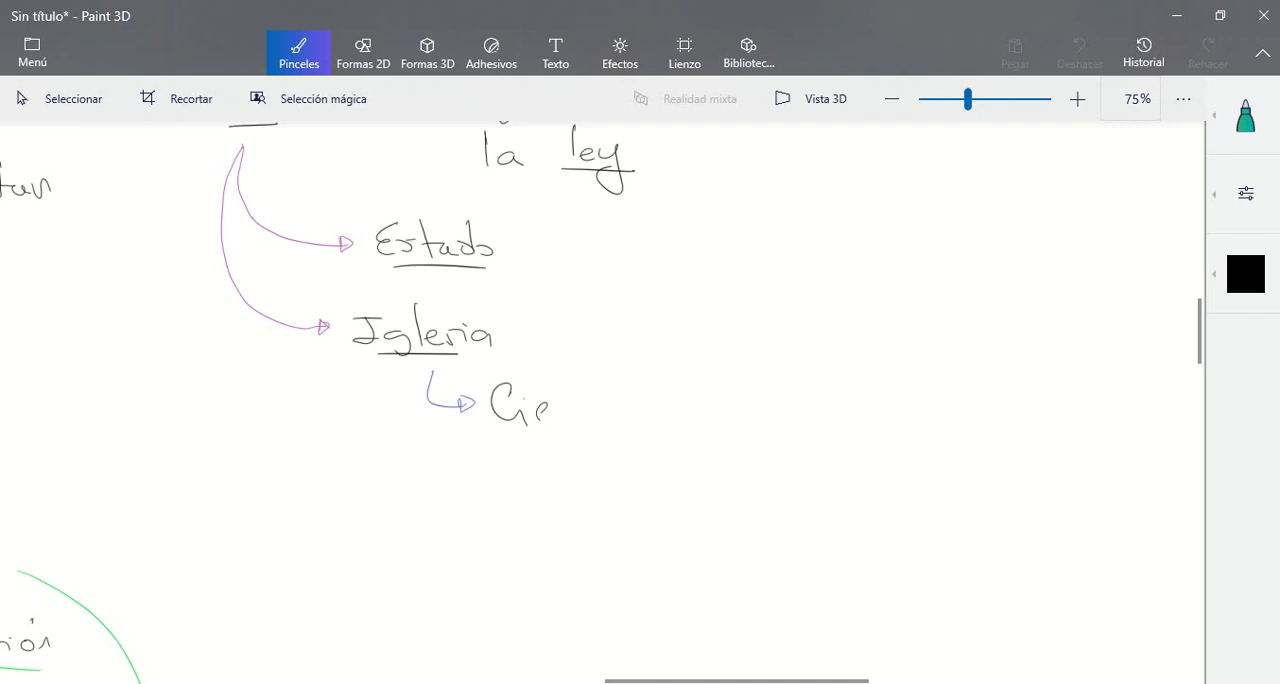 Sin título* - Paint 3D
Menú
Pinceles
Formas 2D
Formas 3D
Adhesivos
Texto
Efectos
Lienzo
Bibliotec...
Pegar
Deshacer
Historial
Rehacer
Seleccionar
Recortar
Selección mágica
Realidad mixta
Vista 3D
75%
la ley
Estado
Iglesia
Cie